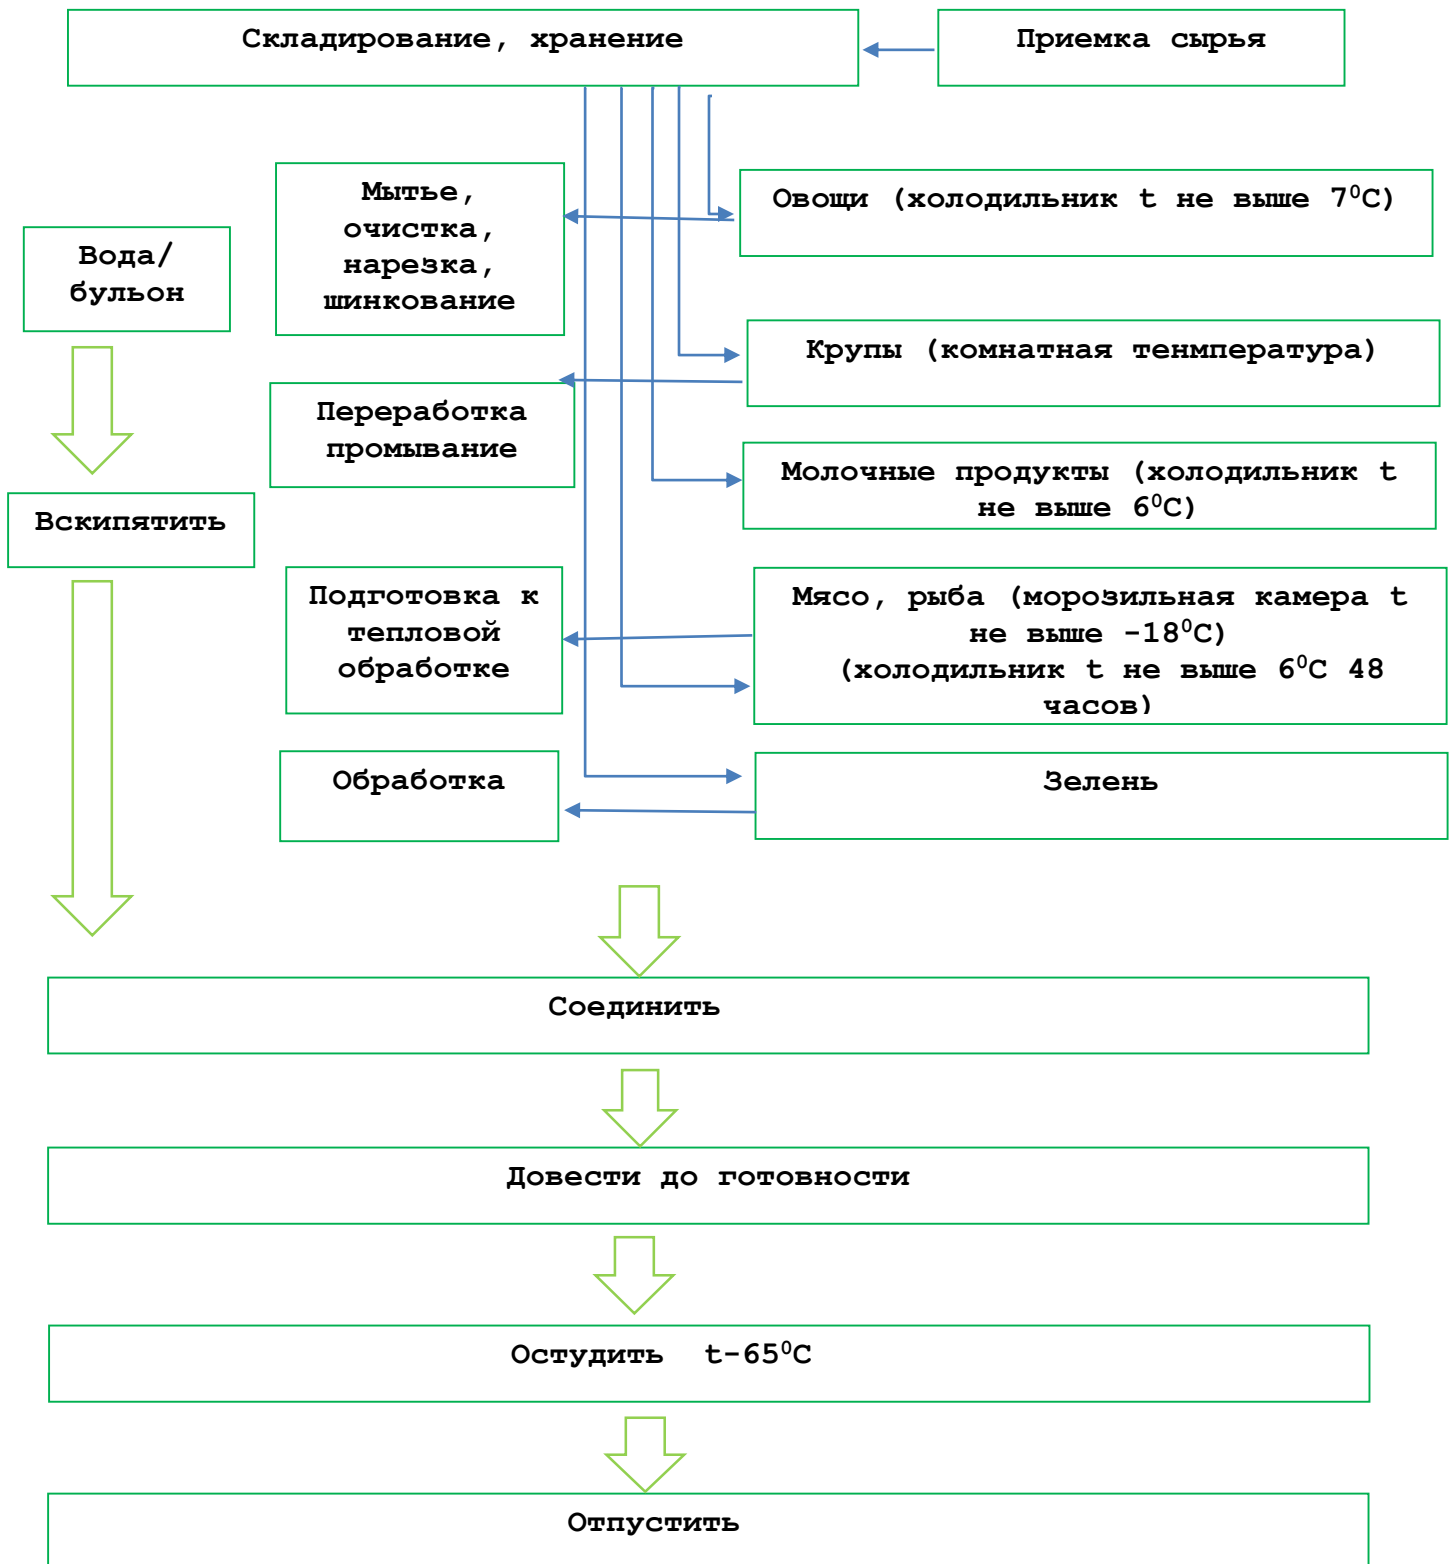 Складирование, хранение
Приемка сырья
Мытье,
очистка,
нарезка,
шинкование
Овощи (холодильник t не выше 7⁰С)
Вода/
бульон
Крупы (комнатная тенмпература)
Переработка
промывание
Молочные продукты (холодильник t
не выше 6⁰С)
Вскипятить
Подготовка к
тепловой
обработке
Мясо, рыба (морозильная камера t
не выше -18⁰С)
(холодильник t не выше 6⁰С 48
часов)
Обработка
Зелень
Соединить
Довести до готовности
Остудить t-65⁰С
Отпустить